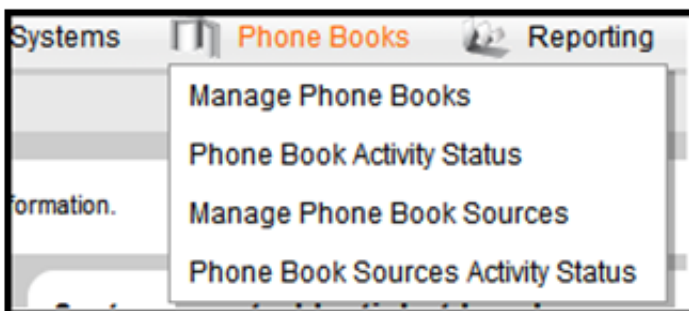 Systems Phone Books Reporting
Manage Phone Books
Phone Book Activity Status
formation.
Manage Phone Book Sources
Phone Book Sources Activity Status